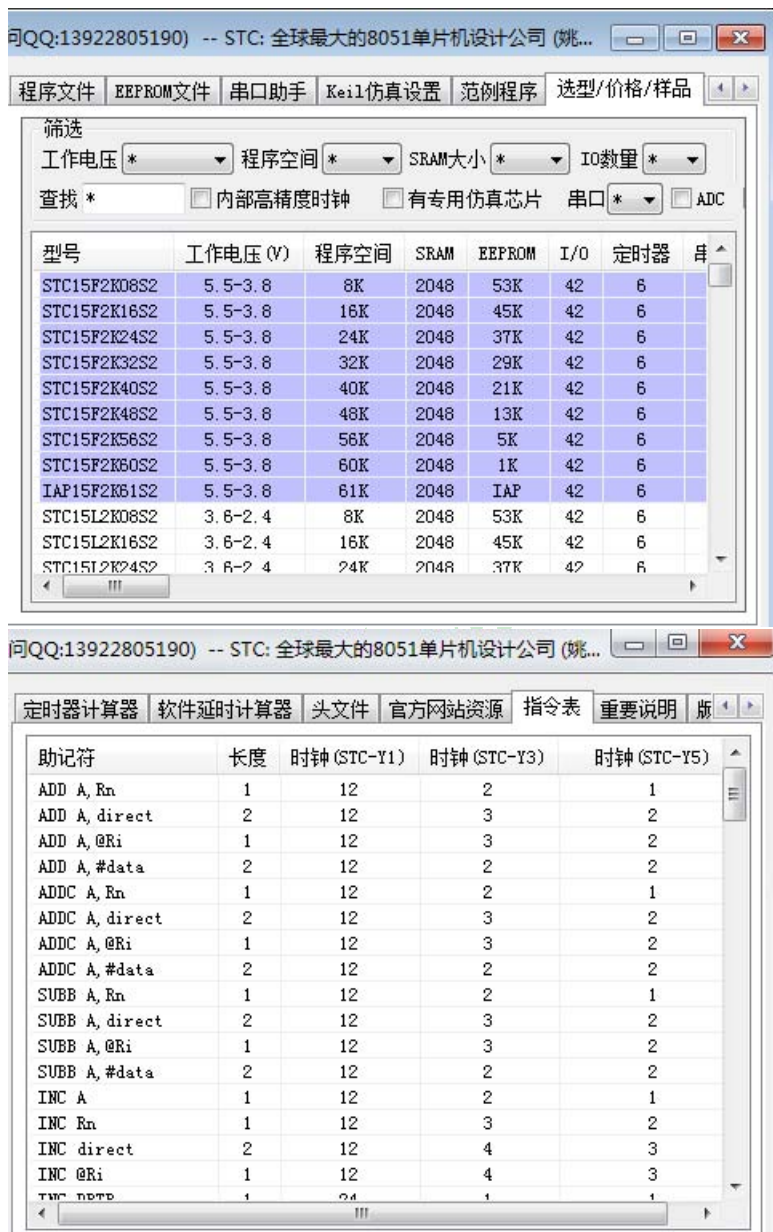 问QQ:13922805190) -- STC: 全球最大的8051单片机设计公司 (姚...
程序文件 EEPROM文件 串口助手 Keil仿真设置 范例程序 选型/价格/样品
筛选
工作电压 * 程序空间 * SRAM大小 * IO数量 *
查找 * 内部高精度时钟 有专用仿真芯片 串口 * ADC
型号 工作电压(V) 程序空间 SRAM EEPROM I/O 定时器 串
STC15F2K08S2 5.5-3.8 8K 2048 53K 42 6
STC15F2K16S2 5.5-3.8 16K 2048 45K 42 6
STC15F2K24S2 5.5-3.8 24K 2048 37K 42 6
STC15F2K32S2 5.5-3.8 32K 2048 29K 42 6
STC15F2K40S2 5.5-3.8 40K 2048 21K 42 6
STC15F2K48S2 5.5-3.8 48K 2048 13K 42 6
STC15F2K56S2 5.5-3.8 56K 2048 5K 42 6
STC15F2K60S2 5.5-3.8 60K 2048 1K 42 6
IAP15F2K61S2 5.5-3.8 61K 2048 IAP 42 6
STC15L2K08S2 3.6-2.4 8K 2048 53K 42 6
STC15L2K16S2 3.6-2.4 16K 2048 45K 42 6
STC15L2K24S2 3.6-2.4 24K 2048 37K 42 6
问QQ:13922805190) -- STC: 全球最大的8051单片机设计公司 (姚...
定时器计算器 软件延时计算器 头文件 官方网站资源 指令表 重要说明 版
助记符 长度 时钟(STC-Y1) 时钟(STC-Y3) 时钟(STC-Y5)
ADD A,Rn 1 12 2 1
ADD A,direct 2 12 3 2
ADD A,@Ri 1 12 3 2
ADD A,#data 2 12 2 2
ADDC A,Rn 1 12 2 1
ADDC A,direct 2 12 3 2
ADDC A,@Ri 1 12 3 2
ADDC A,#data 2 12 2 2
SUBB A,Rn 1 12 2 1
SUBB A,direct 2 12 3 2
SUBB A,@Ri 1 12 3 2
SUBB A,#data 2 12 2 2
INC A 1 12 2 1
INC Rn 1 12 3 2
INC direct 2 12 4 3
INC @Ri 1 12 4 3
INC DPTR 1 24 1 1